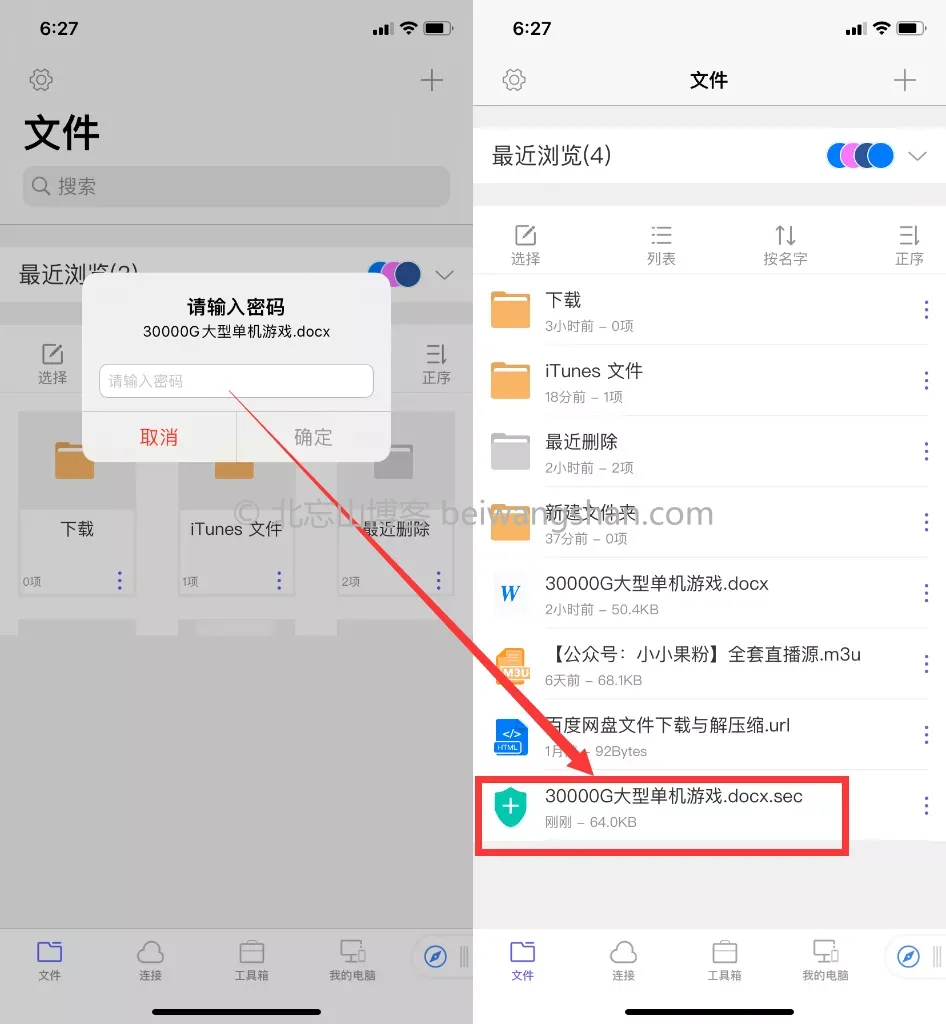 6:27
文件
搜索
最近浏览(3)
请输入密码
30000G大型单机游戏.docx
请输入密码
取消
确定
选择
正序
下载
iTunes 文件
最近删除
0项
1项
2项
文件
连接
工具箱
我的电脑
6:27
文件
最近浏览(4)
选择
列表
按名字
正序
下载
3小时前 – 0项
iTunes 文件
18分前 – 1项
最近删除
2小时前 – 2项
新建文件夹
37分前 – 0项
W
30000G大型单机游戏.docx
2小时前 – 50.4KB
M3U
【公众号：小小果粉】全套直播源.m3u
6天前 – 68.1KB
</>
HTML
百度网盘文件下载与解压缩.url
1月前 – 92Bytes
30000G大型单机游戏.docx.sec
刚刚 – 64.0KB
文件
连接
工具箱
我的电脑
© 北忘山博客 beiwangshan.com